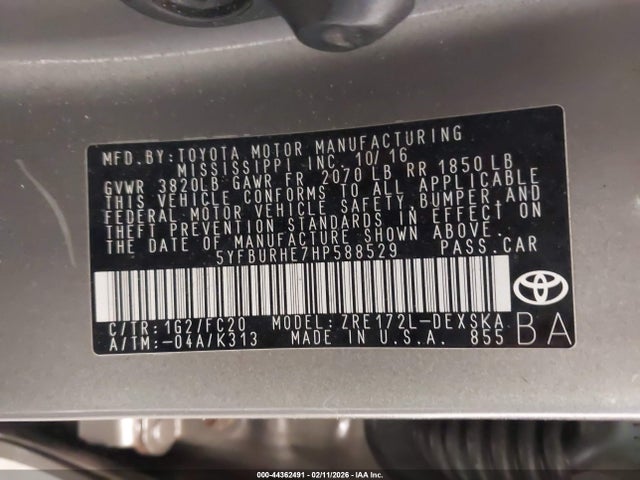 MFD.BY:TOYOTA MOTOR MANUFACTURING
MISSISSIPPI INC. 10/16
GVWR 3820LB GAWR FR 2070 LB RR 1850LB
THIS VEHICLE CONFORMS TO ALL APPLICABLE
FEDERAL MOTOR VEHICLE SAFETY, BUMPER, AND
THEFT PREVENTION STANDARDS IN EFFECT ON
THE DATE OF MANUFACTURE SHOWN ABOVE.
5YFBURHE7HP588529 PASS.CAR
C/TR:1G2/FC20 MODEL: ZRE172L-DEXSKA
A/TM:-04A/K313 MADE IN U.S.A. 855
BA
000-44362491 - 02/11/2026 - IAA Inc.